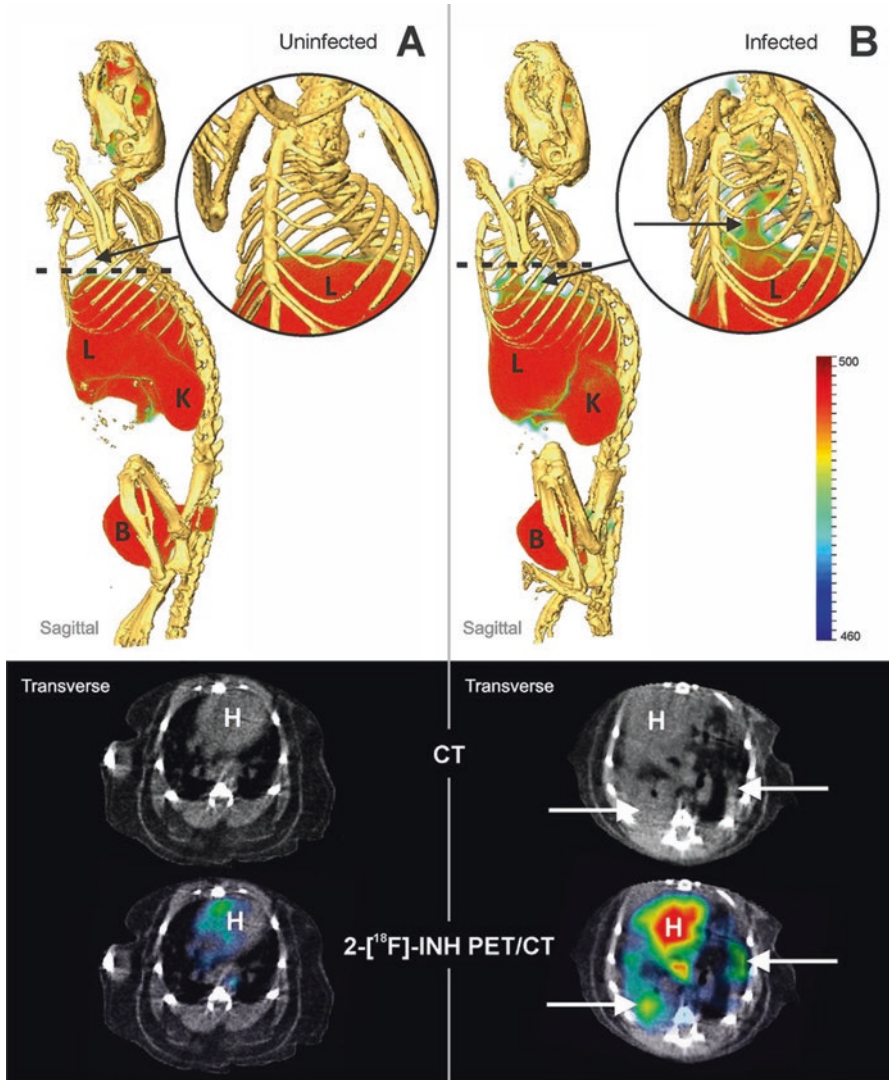 Uninfected A
Infected B
L
L
L
K
L
K
500
460
B
B
Sagittal
Sagittal
Transverse
Transverse
H
H
CT
H
H
2-[¹⁸F]-INH PET/CT